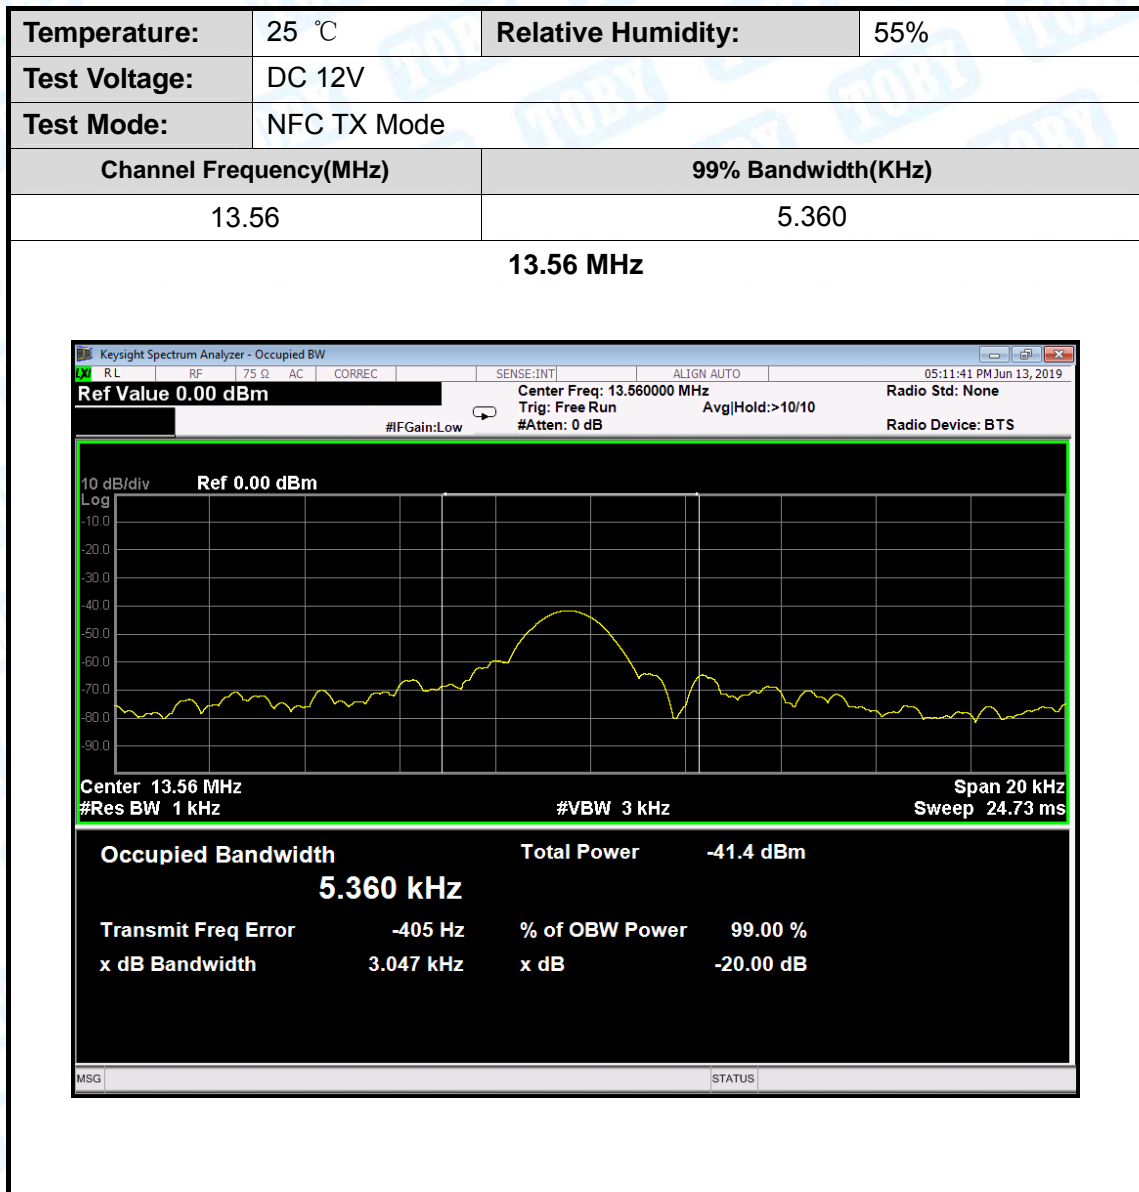 Temperature: 25 ℃ Relative Humidity: 55%
Test Voltage: DC 12V
Test Mode: NFC TX Mode
Channel Frequency(MHz) 99% Bandwidth(KHz)
13.56 5.360
13.56 MHz
Keysight Spectrum Analyzer - Occupied BW
LXI RL RF 75 Ω AC CORREC SENSE:INT ALIGN AUTO 05:11:41 PM Jun 13, 2019
Ref Value 0.00 dBm Center Freq: 13.560000 MHz Radio Std: None
Trig: Free Run Avg|Hold:>10/10
#IFGain:Low #Atten: 0 dB Radio Device: BTS
10 dB/div Ref 0.00 dBm
Log
-10.0
-20.0
-30.0
-40.0
-50.0
-60.0
-70.0
-80.0
-90.0
Center 13.56 MHz Span 20 kHz
#Res BW 1 kHz #VBW 3 kHz Sweep 24.73 ms
Occupied Bandwidth Total Power -41.4 dBm
5.360 kHz
Transmit Freq Error -405 Hz % of OBW Power 99.00 %
x dB Bandwidth 3.047 kHz x dB -20.00 dB
MSG STATUS
TOBY